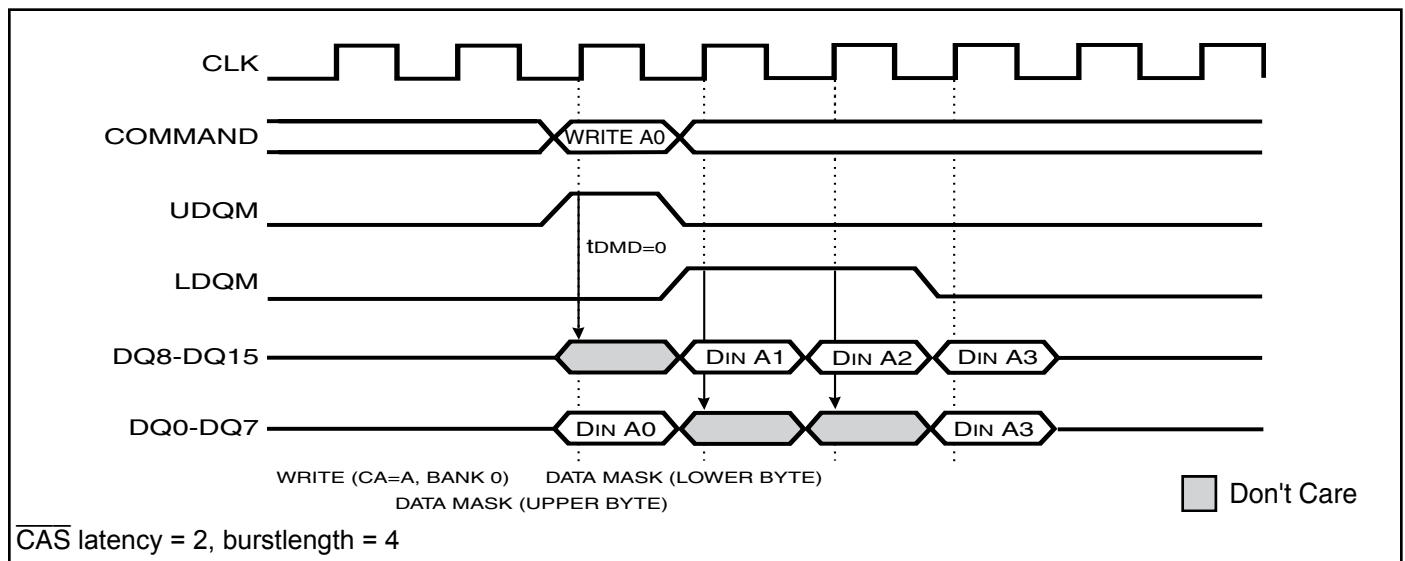 CLK
COMMAND
WRITE A0
UDQM
tDMD=0
LDQM
DQ8-DQ15
DIN A1
DIN A2
DIN A3
DQ0-DQ7
DIN A0
DIN A3
WRITE (CA=A, BANK 0) DATA MASK (LOWER BYTE)
DATA MASK (UPPER BYTE)
Don't Care
CAS latency = 2, burstlength = 4